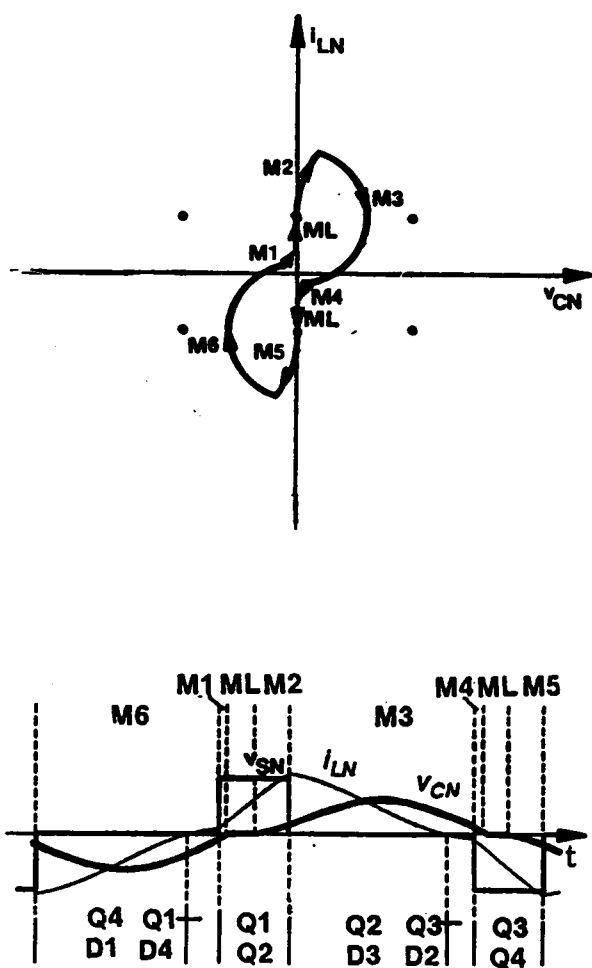 iLN
M2
M3
ML
M1
M4
vCN
ML
M6
M5
M1 ML M2
M4 ML M5
M6
M3
vSN
iLN
vCN
t
Q4 Q1 Q1 Q2 Q3 Q3
D1 D4 Q2 D3 D2 Q4